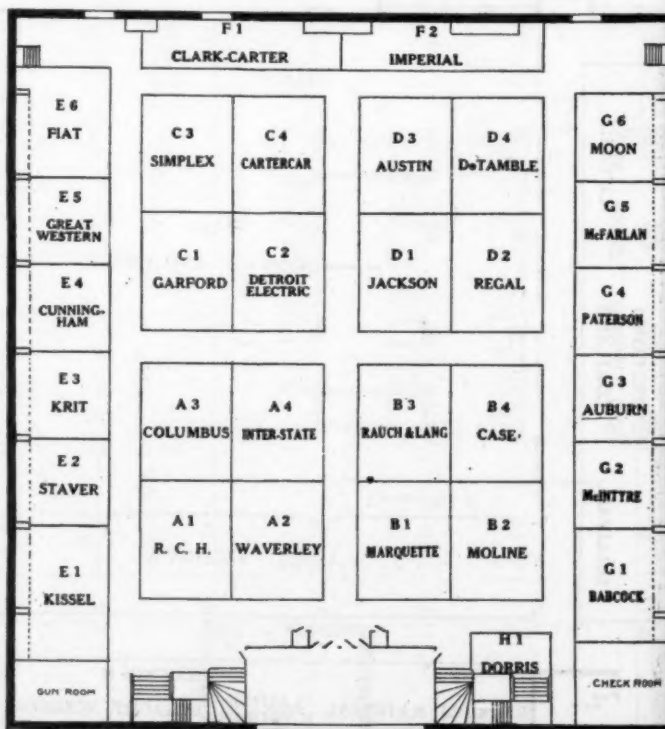 F 1
CLARK-CARTER
F 2
IMPERIAL
E 6
FIAT
C 3
SIMPLEX
C 4
CARTERCAR
D 3
AUSTIN
D 4
DeTAMBLE
G 6
MOON
E 5
GREAT
WESTERN
G 5
McFARLAN
C 1
GARFORD
C 2
DETROIT
ELECTRIC
D 1
JACKSON
D 2
REGAL
E 4
CUNNING-
HAM
G 4
PATERSON
E 3
KRIT
A 3
COLUMBUS
A 4
INTER-STATE
B 3
RAUCH & LANG
B 4
CASE
G 3
AUBURN
E 2
STAVER
G 2
McINTYRE
A 1
R. C. H.
A 2
WAVERLEY
B 1
MARQUETTE
B 2
MOLINE
E 1
KISSEL
G 1
BABCOCK
H 1
DORRIS
GUM ROOM
CHECK ROOM